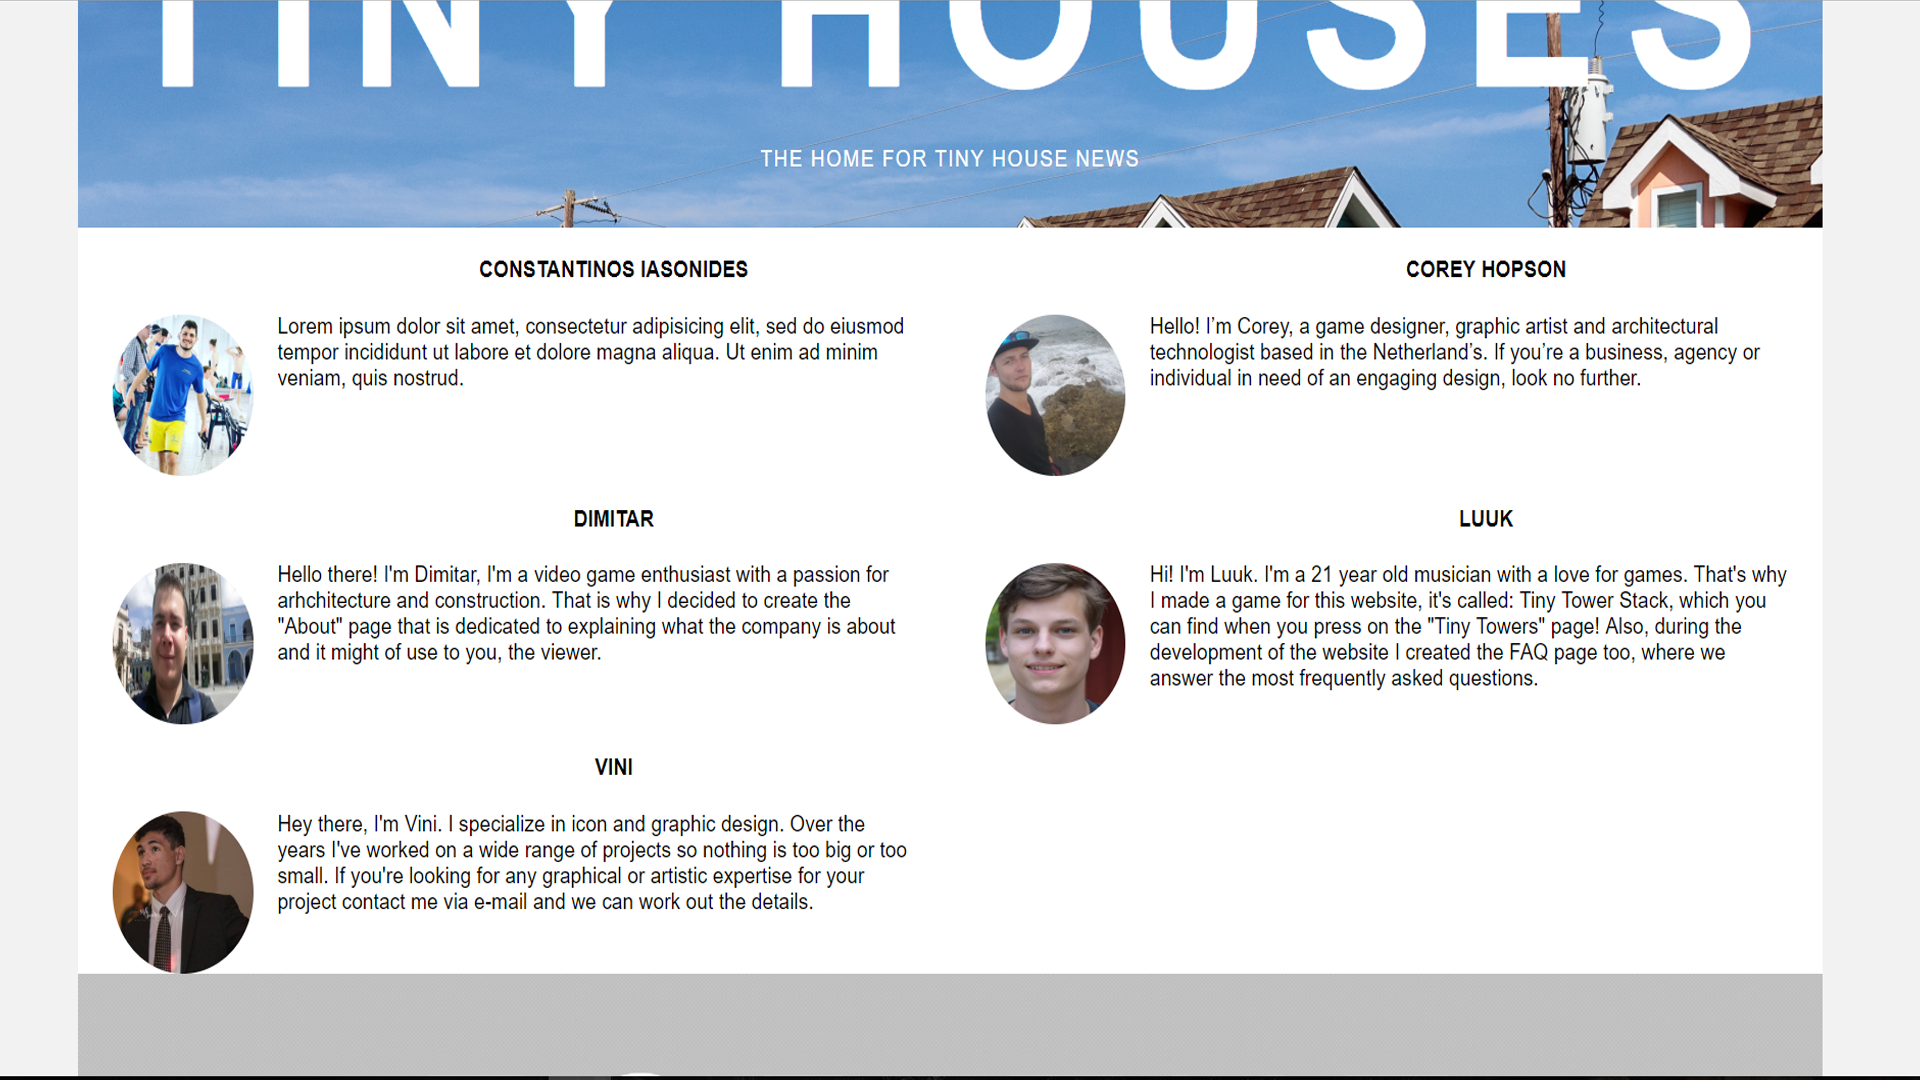 TINY HOUSES
THE HOME FOR TINY HOUSE NEWS
CONSTANTINOS IASONIDES
Lorem ipsum dolor sit amet, consectetur adipisicing elit, sed do eiusmod
tempor incididunt ut labore et dolore magna aliqua. Ut enim ad minim
veniam, quis nostrud.
COREY HOPSON
Hello! I’m Corey, a game designer, graphic artist and architectural
technologist based in the Netherland’s. If you’re a business, agency or
individual in need of an engaging design, look no further.
DIMITAR
Hello there! I'm Dimitar, I'm a video game enthusiast with a passion for
arhchitecture and construction. That is why I decided to create the
"About" page that is dedicated to explaining what the company is about
and it might of use to you, the viewer.
LUUK
Hi! I'm Luuk. I'm a 21 year old musician with a love for games. That's why
I made a game for this website, it's called: Tiny Tower Stack, which you
can find when you press on the "Tiny Towers" page! Also, during the
development of the website I created the FAQ page too, where we
answer the most frequently asked questions.
VINI
Hey there, I'm Vini. I specialize in icon and graphic design. Over the
years I've worked on a wide range of projects so nothing is too big or too
small. If you're looking for any graphical or artistic expertise for your
project contact me via e-mail and we can work out the details.